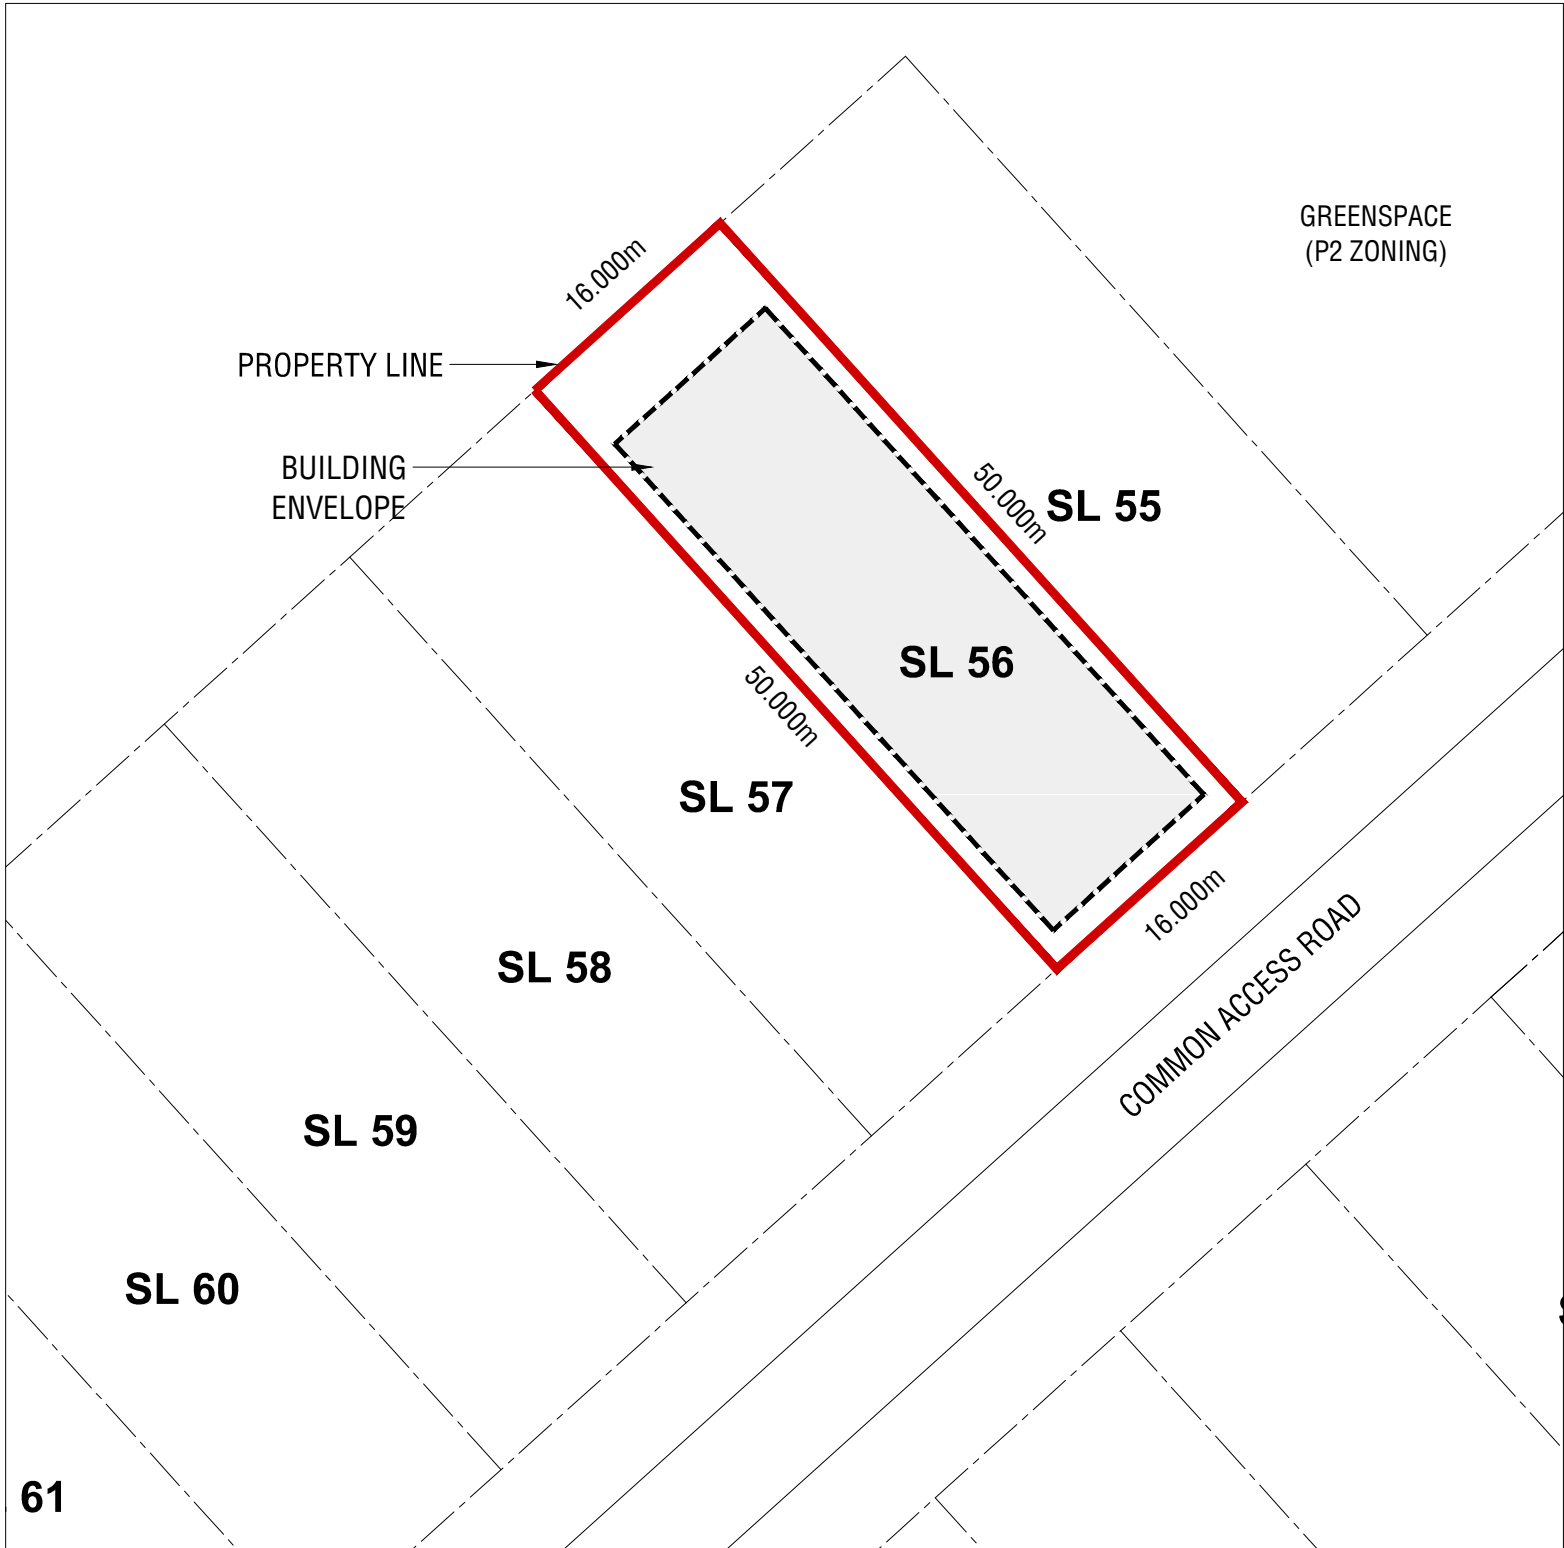 GREENSPACE
(P2 ZONING)
16.000m
PROPERTY LINE
BUILDING
ENVELOPE
50.000m
SL 55
SL 56
50.000m
SL 57
16.000m
COMMON ACCESS ROAD
SL 58
SL 59
SL 60
61